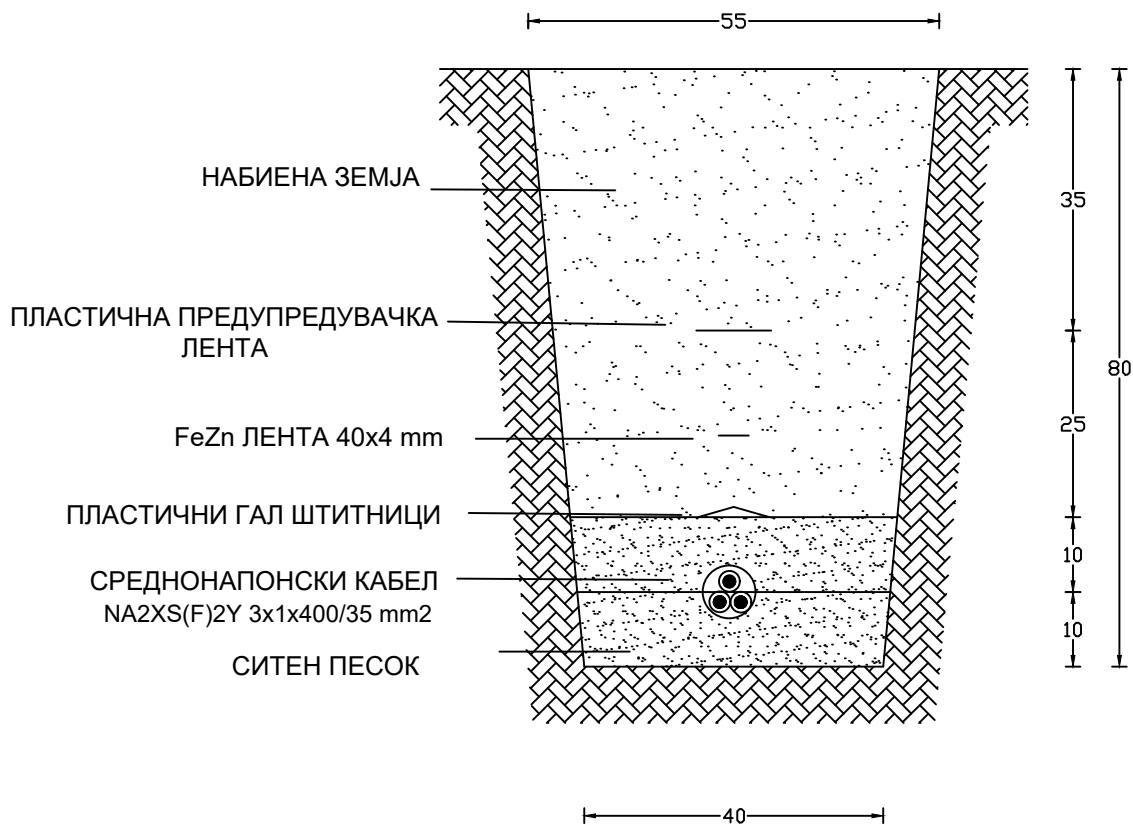 55
НАБИЕНА ЗЕМЈА
35
ПЛАСТИЧНА ПРЕДУПРЕДУВАЧКА
ЛЕНТА
80
25
FeZn ЛЕНТА 40x4 mm
ПЛАСТИЧНИ ГАЛ ШТИТНИЦИ
10
СРЕДНОНАПОНСКИ КАБЕЛ
NA2XS(F)2Y 3x1x400/35 mm2
10
СИТЕН ПЕСОК
40